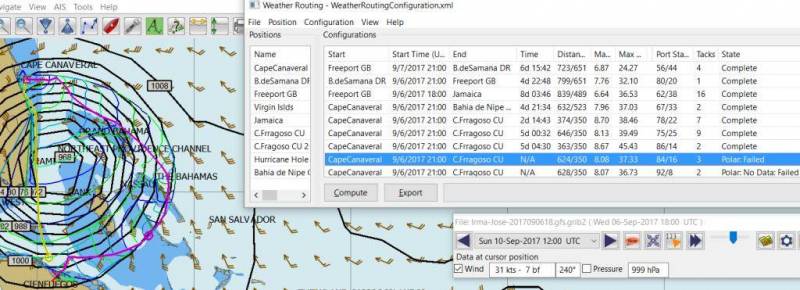 avigate View AIS Tools Help
CAPE CANAVERAL
1008
GRAND BAHAMA
NORTHEAST PROVIDENCE CHANNEL
968
NASSAU
THE BAHAMAS
WEST
SAN SALVADOR
982 988
1000
CIENFUEGOS
Weather Routing - WeatherRoutingConfiguration.xml
File Position Configuration View Help
Positions Configurations
Name Start Start Time (U... End Time Distan... Ma... Max ... Port Sta... Tacks State
CapeCanaveral Freeport GB 9/7/2017 21:00 B.deSamana DR 6d 15:42 723/651 6.87 24.27 56/44 4 Complete
B.deSamana DR Freeport GB 9/6/2017 21:00 B.deSamana DR 4d 22:48 799/651 7.76 32.10 80/20 1 Complete
Freeport GB Freeport GB 9/6/2017 18:00 Jamaica 8d 08:46 839/489 6.64 36.53 62/38 16 Complete
Virgin Islds CapeCanaveral 9/6/2017 21:00 Bahia de Nipe ... 4d 21:34 632/523 7.96 37.03 67/33 2 Complete
Jamaica CapeCanaveral 9/6/2017 21:00 C.Frragoso CU 2d 14:43 374/350 8.70 38.46 78/22 7 Complete
C.Frragoso CU CapeCanaveral 9/6/2017 21:00 C.Frragoso CU 5d 00:32 646/350 8.13 39.49 75/25 9 Complete
C.Frragoso CU 2 CapeCanaveral 9/6/2017 21:00 C.Frragoso CU 5d 04:30 363/350 8.67 45.43 86/14 2 Complete
Hurricane Hole CapeCanaveral 9/6/2017 21:00 C.Frragoso CU N/A 624/350 8.08 37.33 84/16 3 Polar: Failed
Bahia de Nipe C CapeCanaveral 9/6/2017 21:00 C.Frragoso CU N/A 628/350 8.07 36.73 92/8 2 Polar: No Data: Failed
Compute Export
File: Irma-Jose-2017090618.gfs.grib2 ( Wed 06-Sep-2017 18:00 UTC )
Sun 10-Sep-2017 12:00 UTC
Data at cursor position
Wind 31 kts - 7 bf 240° Pressure 999 hPa